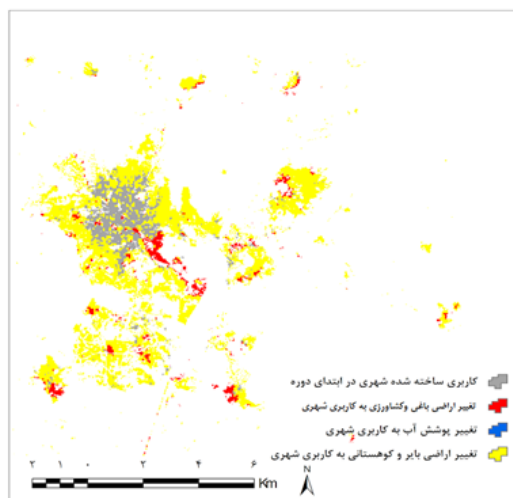 کاربری ساخته شده شهری در ابتدای دوره
تغییر اراضی باغی وکشاورزی به کاربری شهری
تغییر پوشش آب به کاربری شهری
تغییر اراضی بایر و کوهستانی به کاربری شهری
۲ ۱ ۰ ۲ ۴ ۶
Km
N